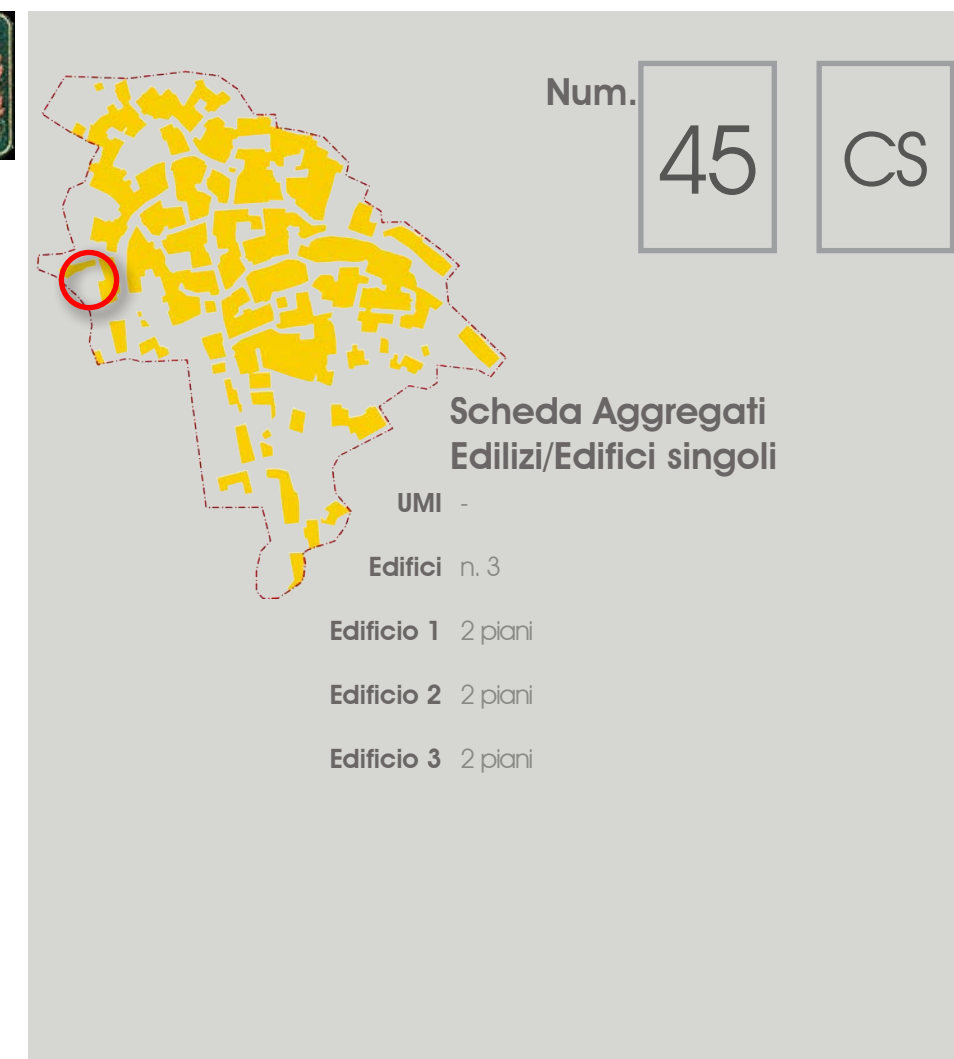 Num.
45
CS
Scheda Aggregati
Edilizi/Edifici singoli
UMI -
Edifici n. 3
Edificio 1 2 piani
Edificio 2 2 piani
Edificio 3 2 piani